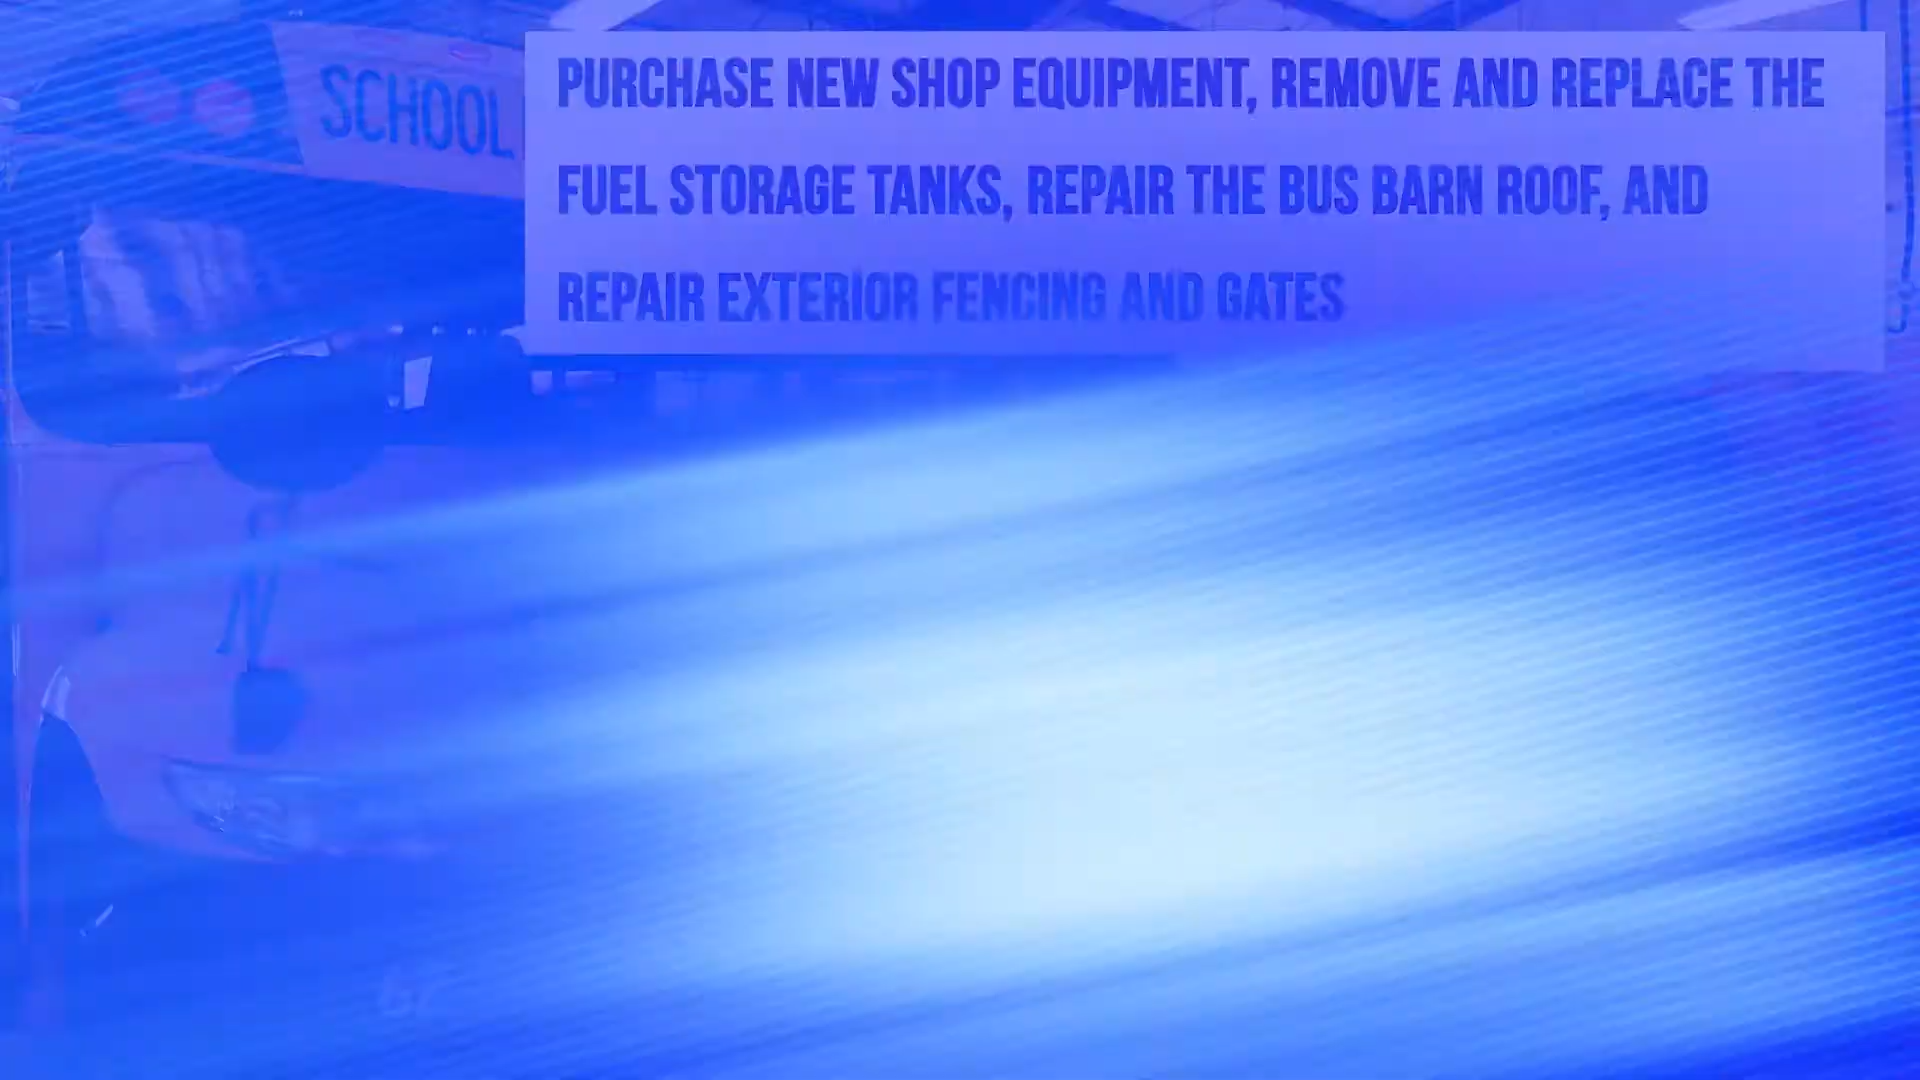 SCHOOL
PURCHASE NEW SHOP EQUIPMENT, REMOVE AND REPLACE THE
FUEL STORAGE TANKS, REPAIR THE BUS BARN ROOF, AND
REPAIR EXTERIOR FENCING AND GATES